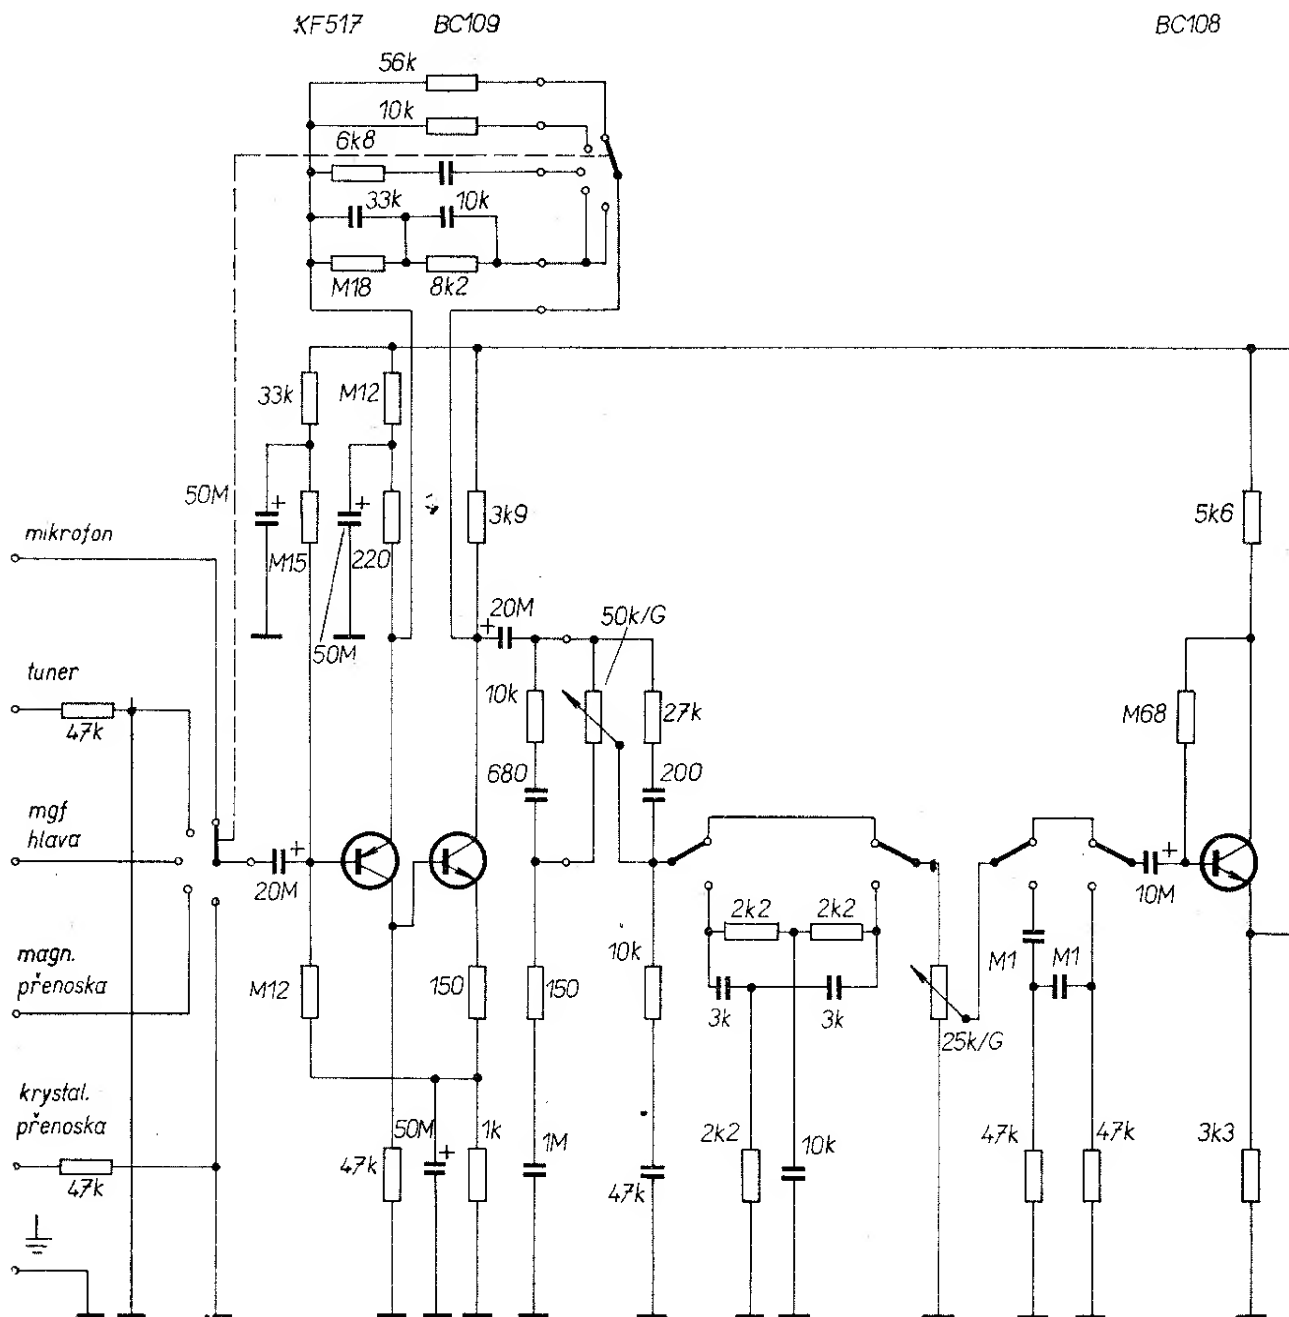 KF517 BC109 BC108
56k
10k
6k8
33k 10k
M18 8k2
33k M12
50M 3k9 5k6
mikrofon
M15 220
50M
20M 50k/G
tuner
47k
10k 27k M68
680 200
mgf
hlava
20M 10M
magn.
přenoska
M12 150 150 10k
2k2 2k2
3k 3k
M1 M1
25k/G
krystal.
přenoska
47k
50M 1k
47k 1M 47k
2k2 10k
47k 47k 3k3